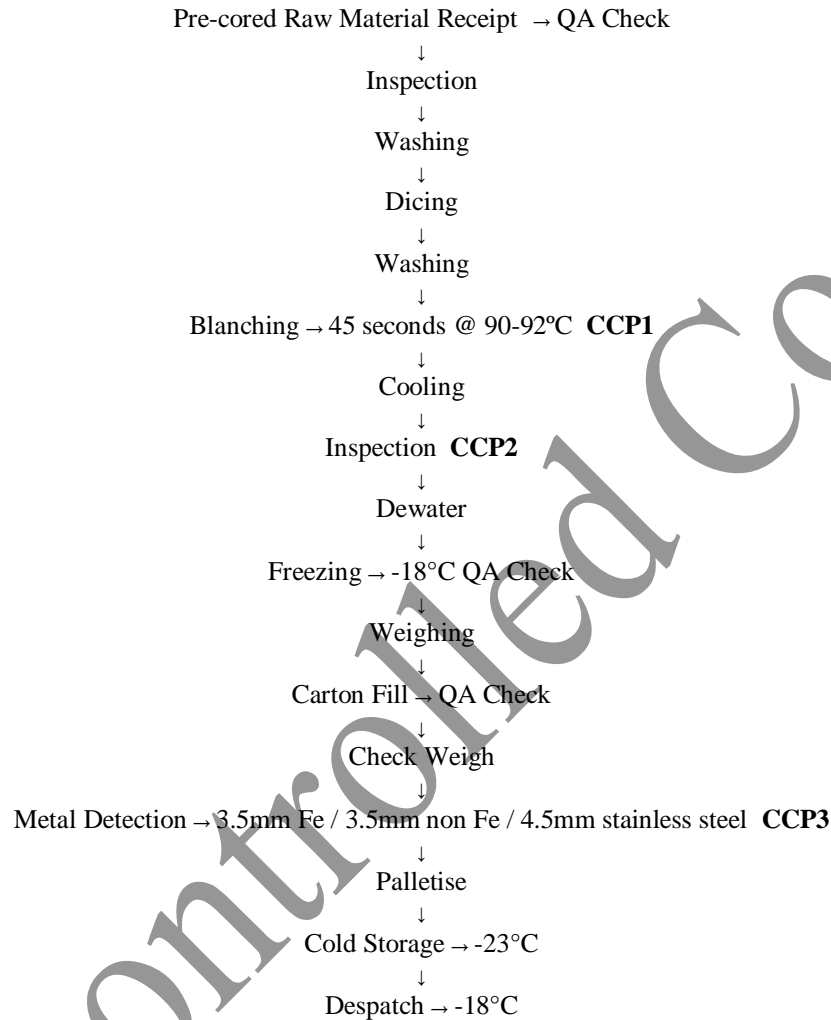 Pre-cored Raw Material Receipt → QA Check
↓
Inspection
↓
Washing
↓
Dicing
↓
Washing
↓
Blanching → 45 seconds @ 90-92ºC CCP1
↓
Cooling
↓
Inspection CCP2
↓
Dewater
↓
Freezing → -18°C QA Check
↓
Weighing
↓
Carton Fill → QA Check
↓
Check Weigh
↓
Metal Detection → 3.5mm Fe / 3.5mm non Fe / 4.5mm stainless steel CCP3
↓
Palletise
↓
Cold Storage → -23°C
↓
Despatch → -18°C
ontrolled Co